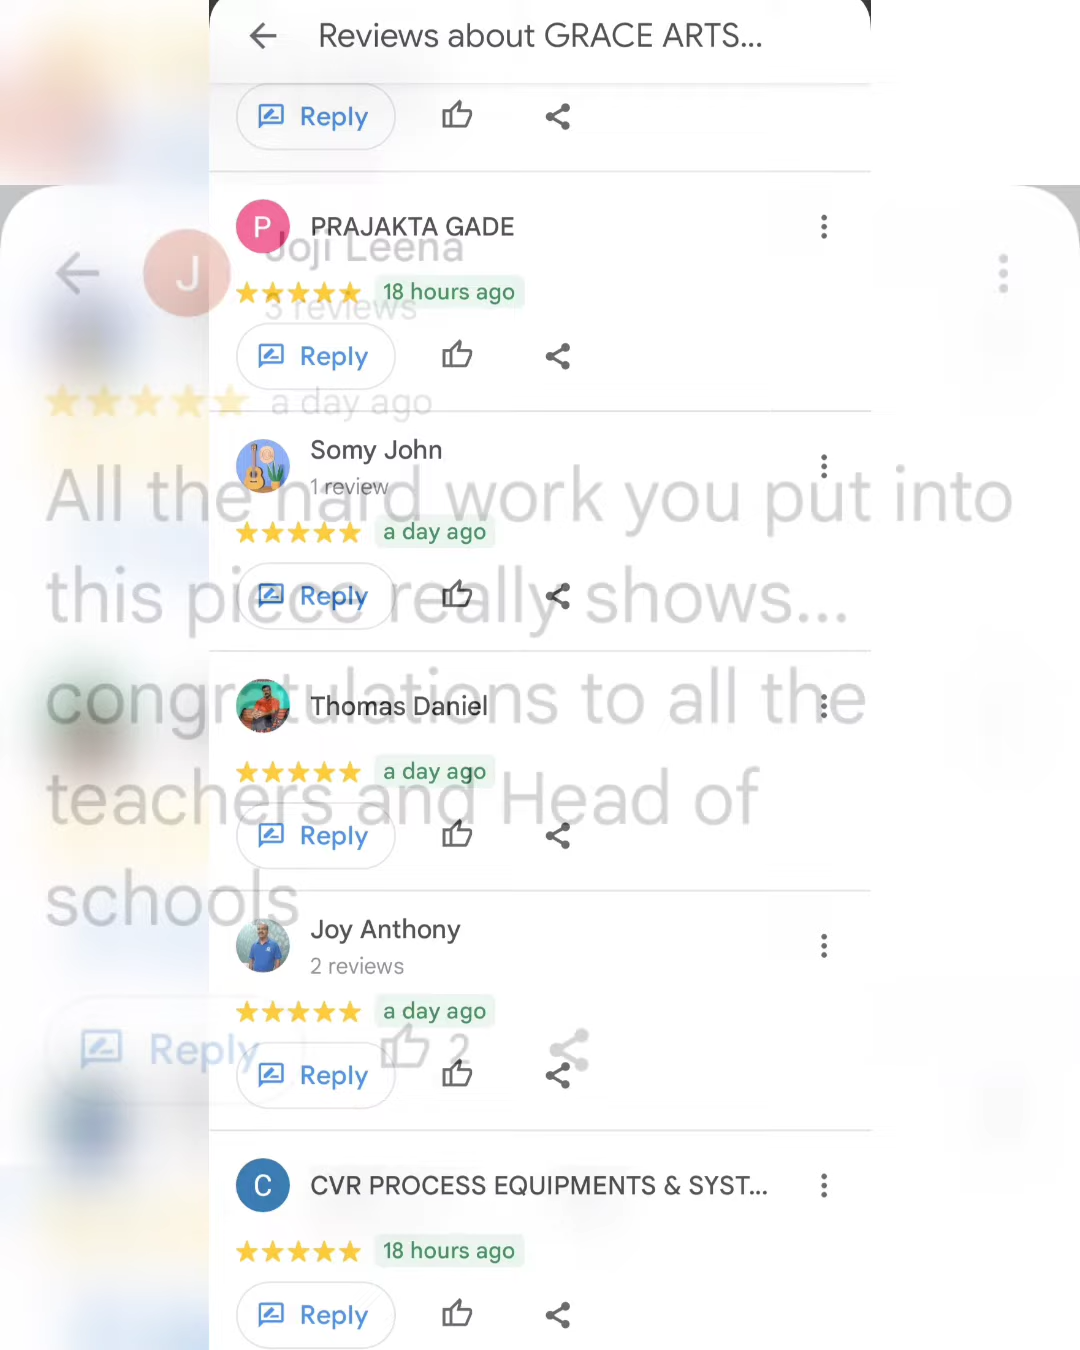 Reviews about GRACE ARTS...
Reply
P
PRAJAKTA GADE
18 hours ago
Reply
Somy John
1 review
a day ago
Reply
Thomas Daniel
a day ago
Reply
Joy Anthony
2 reviews
a day ago
Reply
C
CVR PROCESS EQUIPMENTS & SYST...
18 hours ago
Reply
J
Joji Leena
3 reviews
a day ago
All the hard work you put into
this piece really shows...
congratulations to all the
teachers and Head of
schools
Reply
2